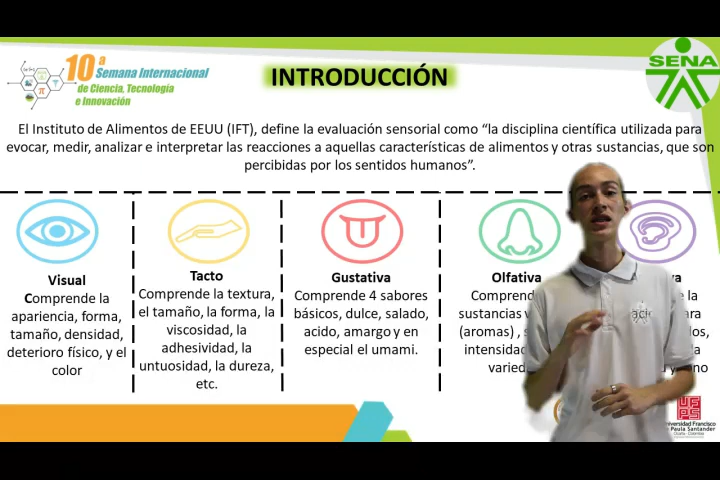 10ª
Semana Internacional
de Ciencia, Tecnología
e Innovación
INTRODUCCIÓN
SENA
El Instituto de Alimentos de EEUU (IFT), define la evaluación sensorial como “la disciplina científica utilizada para
evocar, medir, analizar e interpretar las reacciones a aquellas características de alimentos y otras sustancias, que son
percibidas por los sentidos humanos”.
Visual
Comprende la
apariencia, forma,
tamaño, densidad,
deterioro físico, y el
color
Tacto
Comprende la textura,
el tamaño, la forma, la
viscosidad, la
adhesividad, la
untuosidad, la dureza,
etc.
Gustativa
Comprende 4 sabores
básicos, dulce, salado,
acido, amargo y en
especial el umami.
Olfativa
sustancias
(aromas) ,
intensidad
la
UFPS
Universidad Francisco
de Paula Santander